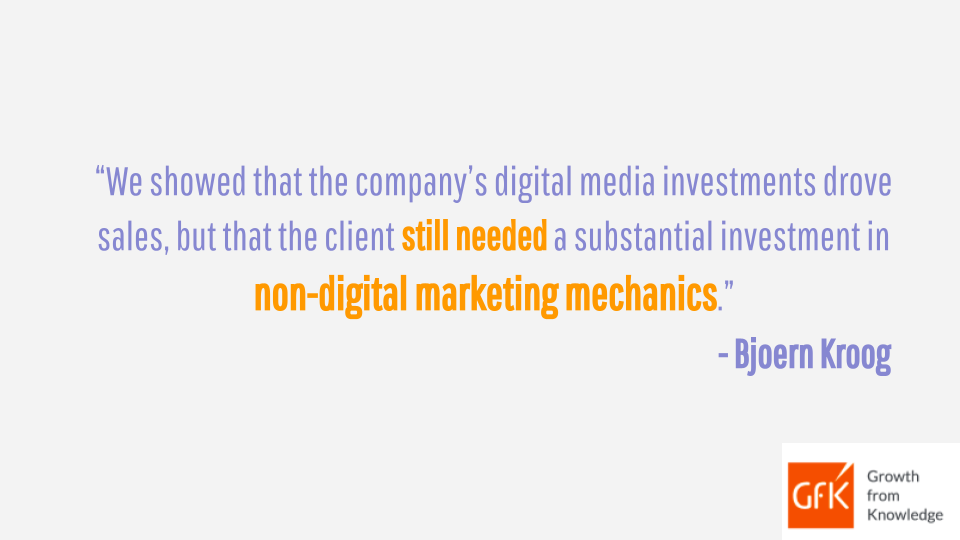 “We showed that the company’s digital media investments drove
sales, but that the client still needed a substantial investment in
non-digital marketing mechanics.”
- Bjoern Kroog
GfK
Growth
from
Knowledge